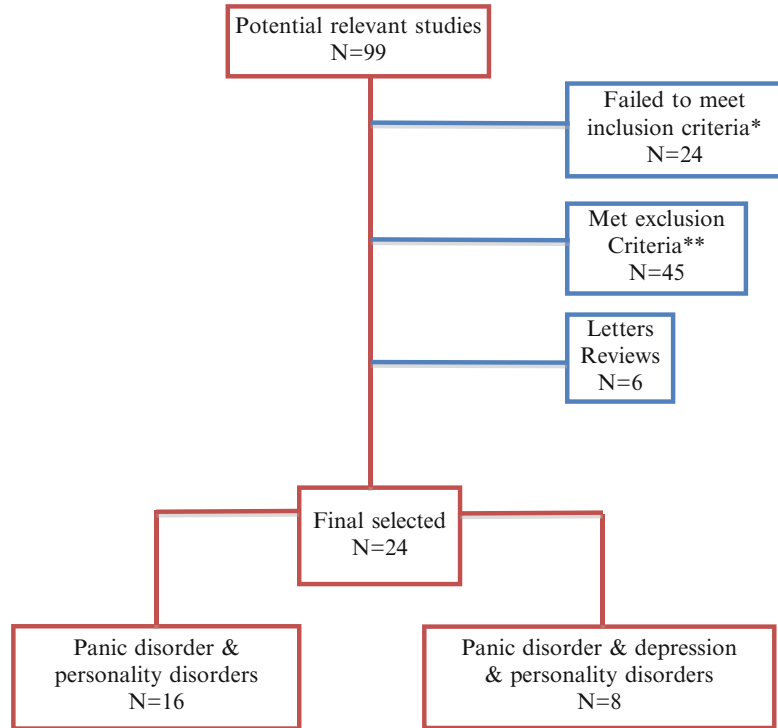 Potential relevant studies
N=99
Failed to meet
inclusion criteria*
N=24
Met exclusion
Criteria**
N=45
Letters
Reviews
N=6
Final selected
N=24
Panic disorder &
personality disorders
N=16
Panic disorder & depression
& personality disorders
N=8